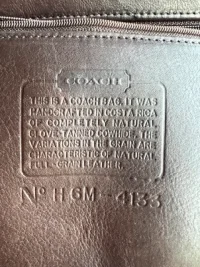 COACH
THIS IS A COACH BAG. IT WAS
HANDCRAFTED IN COSTA RICA
OF COMPLETELY NATURAL
GLOVE-TANNED COWHIDE. THE
VARIATIONS IN THE GRAIN ARE
CHARACTERISTIC OF NATURAL
FULL-GRAIN LEATHER.
No H6M-4133